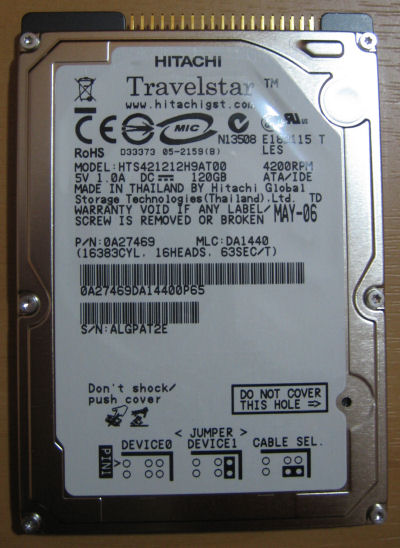 HITACHI
Travelstar™
www.hitachigst.com
CE MIC
N13508 E182115 T
RoHS D33373 05-2159(B) LES
MODEL:HTS421212H9AT00 4200RPM
5V 1.0A DC 120GB ATA/IDE
MADE IN THAILAND BY Hitachi Global
Storage Technologies(Thailand).Ltd. TD
WARRANTY VOID IF ANY LABEL/ MAY-06
SCREW IS REMOVED OR BROKEN
P/N:0A27469 MLC:DA1440
(16383CYL. 16HEADS, 63SEC/T)
0A27469DA14400P65
S/N:ALGPAT2E
Don't shock/
push cover
DO NOT COVER
THIS HOLE =>
< JUMPER >
DEVICE0 DEVICE1 CABLE SEL.
PIN1